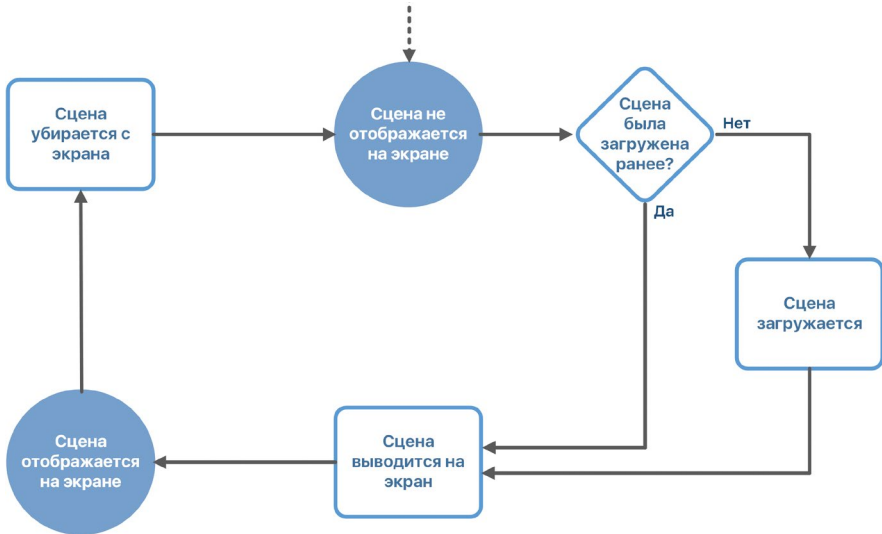 Сцена
убирается с
экрана
Сцена не
отображается
на экране
Сцена
была
загружена
ранее?
Нет
Да
Сцена
загружается
Сцена
выводится на
экран
Сцена
отображается
на экране